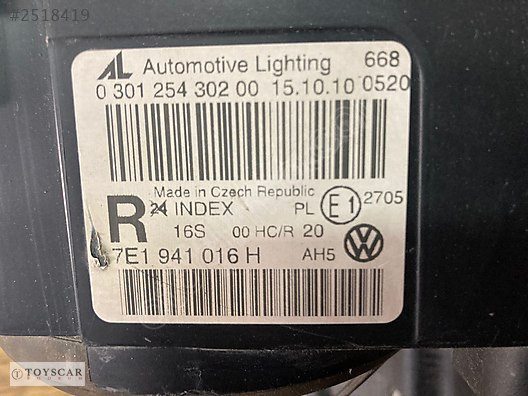 #2518419
AL Automotive Lighting 668
0 301 254 302 00 15.10.10 0520
Made in Czech Republic
R 24 INDEX PL E1 2705
16S 00 HC/R 20
7E1 941 016 H AH5
TOYSCAR